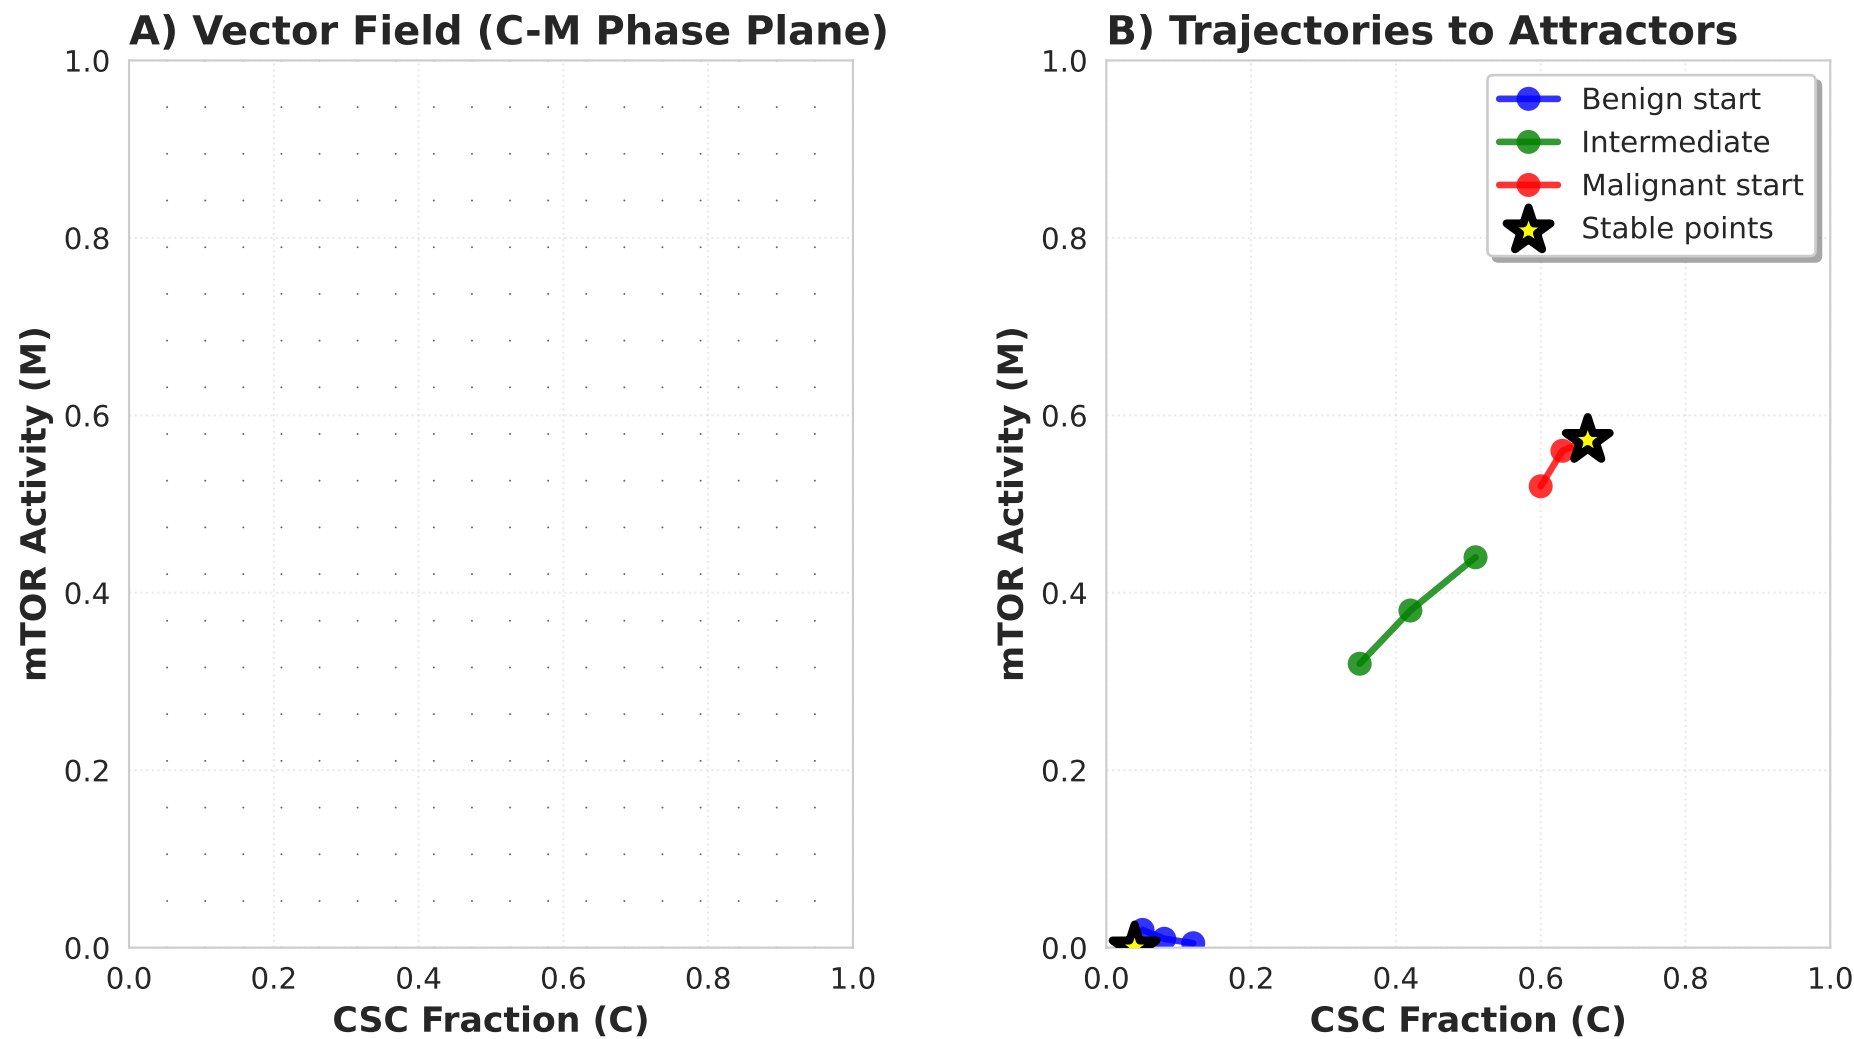 A) Vector Field (C-M Phase Plane)
1.0
0.8
0.6
0.4
0.2
0.0
mTOR Activity (M)
0.0 0.2 0.4 0.6 0.8 1.0
CSC Fraction (C)
B) Trajectories to Attractors
Benign start
Intermediate
Malignant start
Stable points
1.0
0.8
0.6
0.4
0.2
0.0
mTOR Activity (M)
0.0 0.2 0.4 0.6 0.8 1.0
CSC Fraction (C)